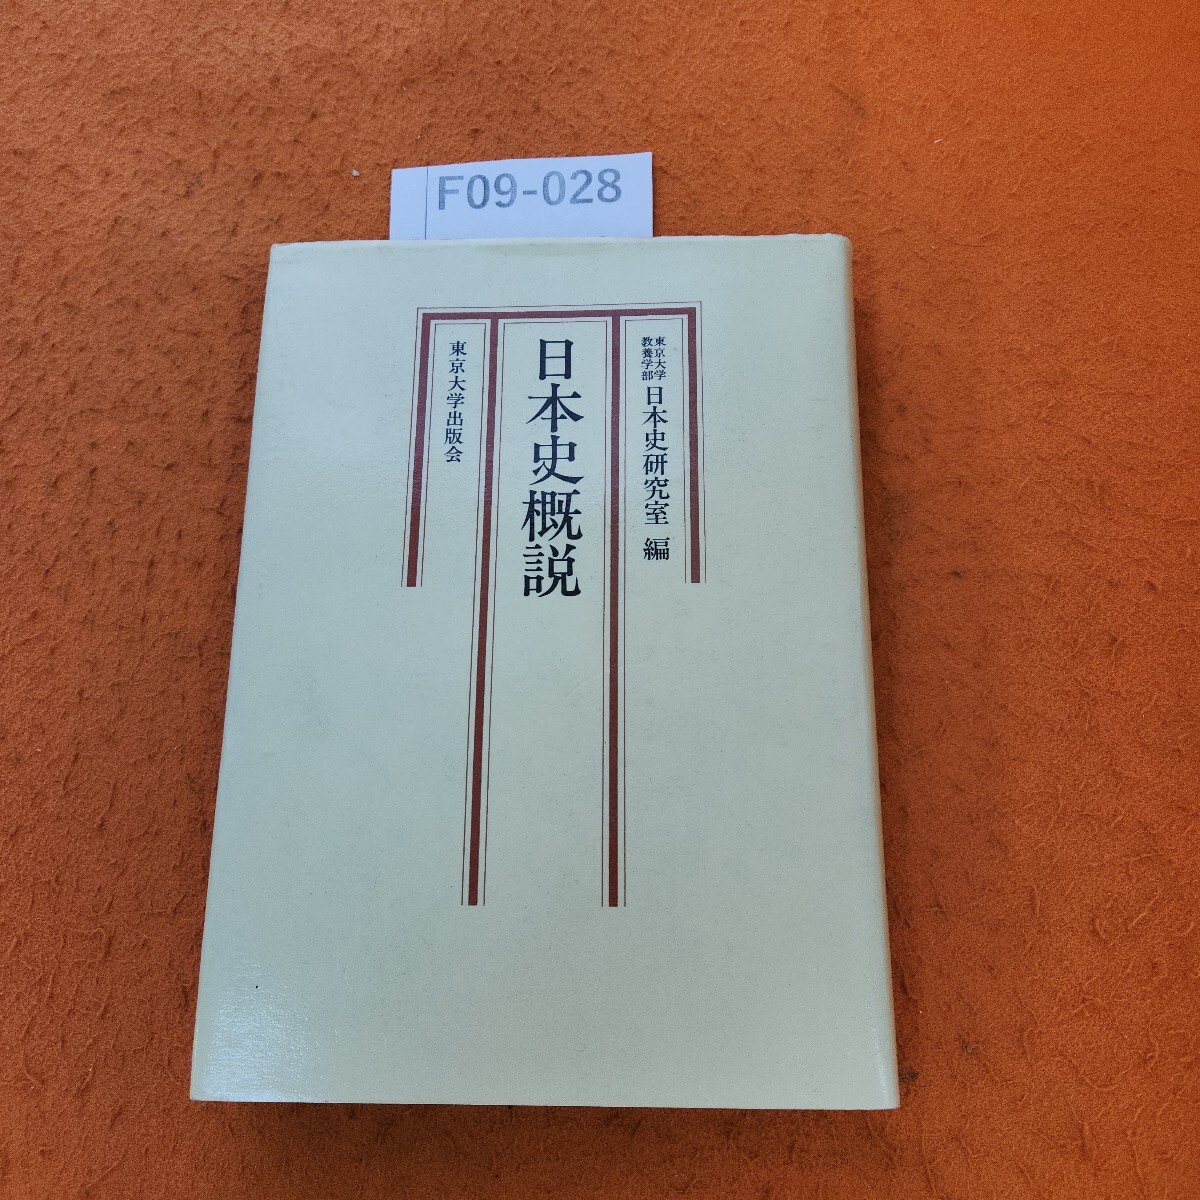 F09-028
東京大学
教養学部
日本史研究室 編
日本史概説
東京大学出版会